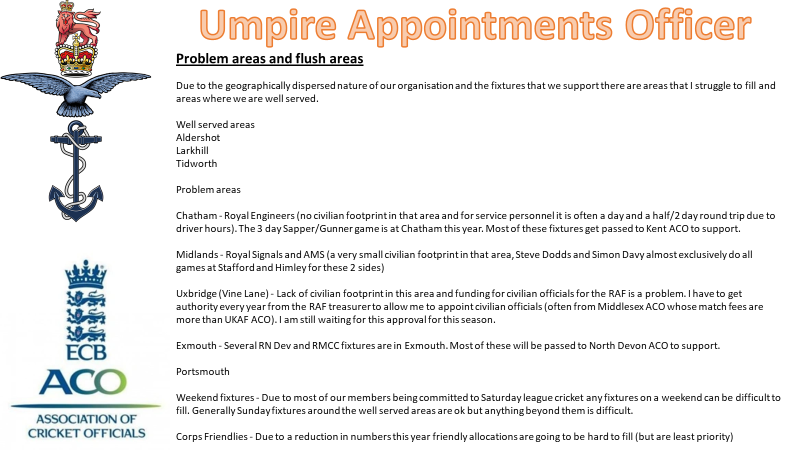 Umpire Appointments Officer
Problem areas and flush areas
Due to the geographically dispersed nature of our organisation and the fixtures that we support there are areas that I struggle to fill and
areas where we are well served.
Well served areas
Aldershot
Larkhill
Tidworth
Problem areas
Chatham - Royal Engineers (no civilian footprint in that area and for service personnel it is often a day and a half/2 day round trip due to
driver hours). The 3 day Sapper/Gunner game is at Chatham this year. Most of these fixtures get passed to Kent ACO to support.
Midlands - Royal Signals and AMS (a very small civilian footprint in that area, Steve Dodds and Simon Davy almost exclusively do all
games at Stafford and Himley for these 2 sides)
Uxbridge (Vine Lane) - Lack of civilian footprint in this area and funding for civilian officials for the RAF is a problem. I have to get
authority every year from the RAF treasurer to allow me to appoint civilian officials (often from Middlesex ACO whose match fees are
more than UKAF ACO). I am still waiting for this approval for this season.
Exmouth - Several RN Dev and RMCC fixtures are in Exmouth. Most of these will be passed to North Devon ACO to support.
Portsmouth
Weekend fixtures - Due to most of our members being committed to Saturday league cricket any fixtures on a weekend can be difficult to
fill. Generally Sunday fixtures around the well served areas are ok but anything beyond them is difficult.
Corps Friendlies - Due to a reduction in numbers this year friendly allocations are going to be hard to fill (but are least priority)
ECB
ACO
ASSOCIATION OF
CRICKET OFFICIALS